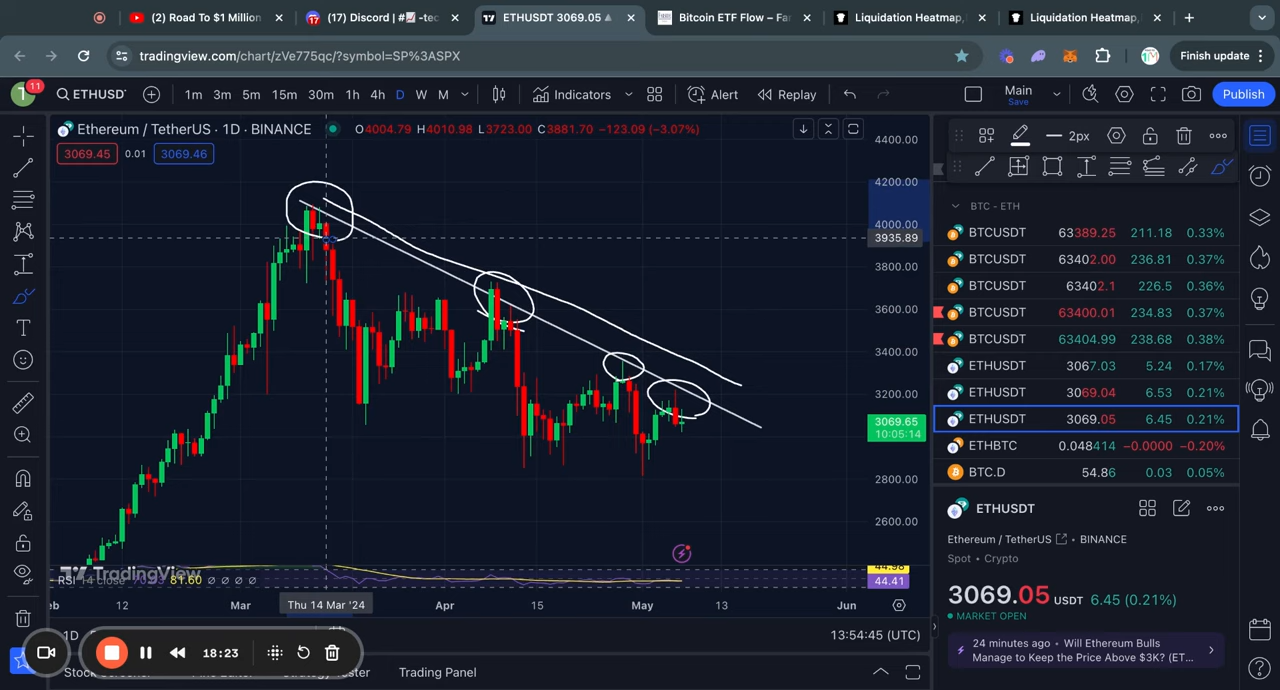 (2) Road To $1 Million
(17) Discord | #📈 -tec
ETHUSDT 3069.05
Bitcoin ETF Flow – Far
Liquidation Heatmap,
Liquidation Heatmap,
tradingview.com/chart/zVe775qc/?symbol=SP%3ASPX
Finish update
T 11 ETHUSD 1m 3m 5m 15m 30m 1h 4h D W M Indicators Alert Replay Main Save Publish
Ethereum / TetherUS · 1D · BINANCE O4004.79 H4010.98 L3723.00 C3881.70 −123.09 (−3.07%)
3069.45 0.01 3069.46
2px
4400.00
4200.00
4000.00
3935.89
3800.00
3600.00
3400.00
3200.00
3069.65
10:05:14
2800.00
2600.00
44.98
44.41
BTC - ETH
BTCUSDT 63389.25 211.18 0.33%
BTCUSDT 63402.00 236.81 0.37%
BTCUSDT 63402.1 226.5 0.36%
BTCUSDT 63400.01 234.83 0.37%
BTCUSDT 63404.99 238.68 0.38%
ETHUSDT 3067.03 5.24 0.17%
ETHUSDT 3069.04 6.53 0.21%
ETHUSDT 3069.05 6.45 0.21%
ETHBTC 0.048414 −0.0000 −0.20%
BTC.D 54.86 0.03 0.05%
ETHUSDT
Ethereum / TetherUS • BINANCE
Spot • Crypto
3069.05 USDT 6.45 (0.21%)
MARKET OPEN
24 minutes ago • Will Ethereum Bulls
Manage to Keep the Price Above $3K? (ET...
TradingView
RSI 14 close 81.60 ∅ ∅ ∅ ∅
12 Mar Thu 14 Mar '24 Apr 15 May 13 Jun
1D
13:54:45 (UTC)
18:23
Trading Panel